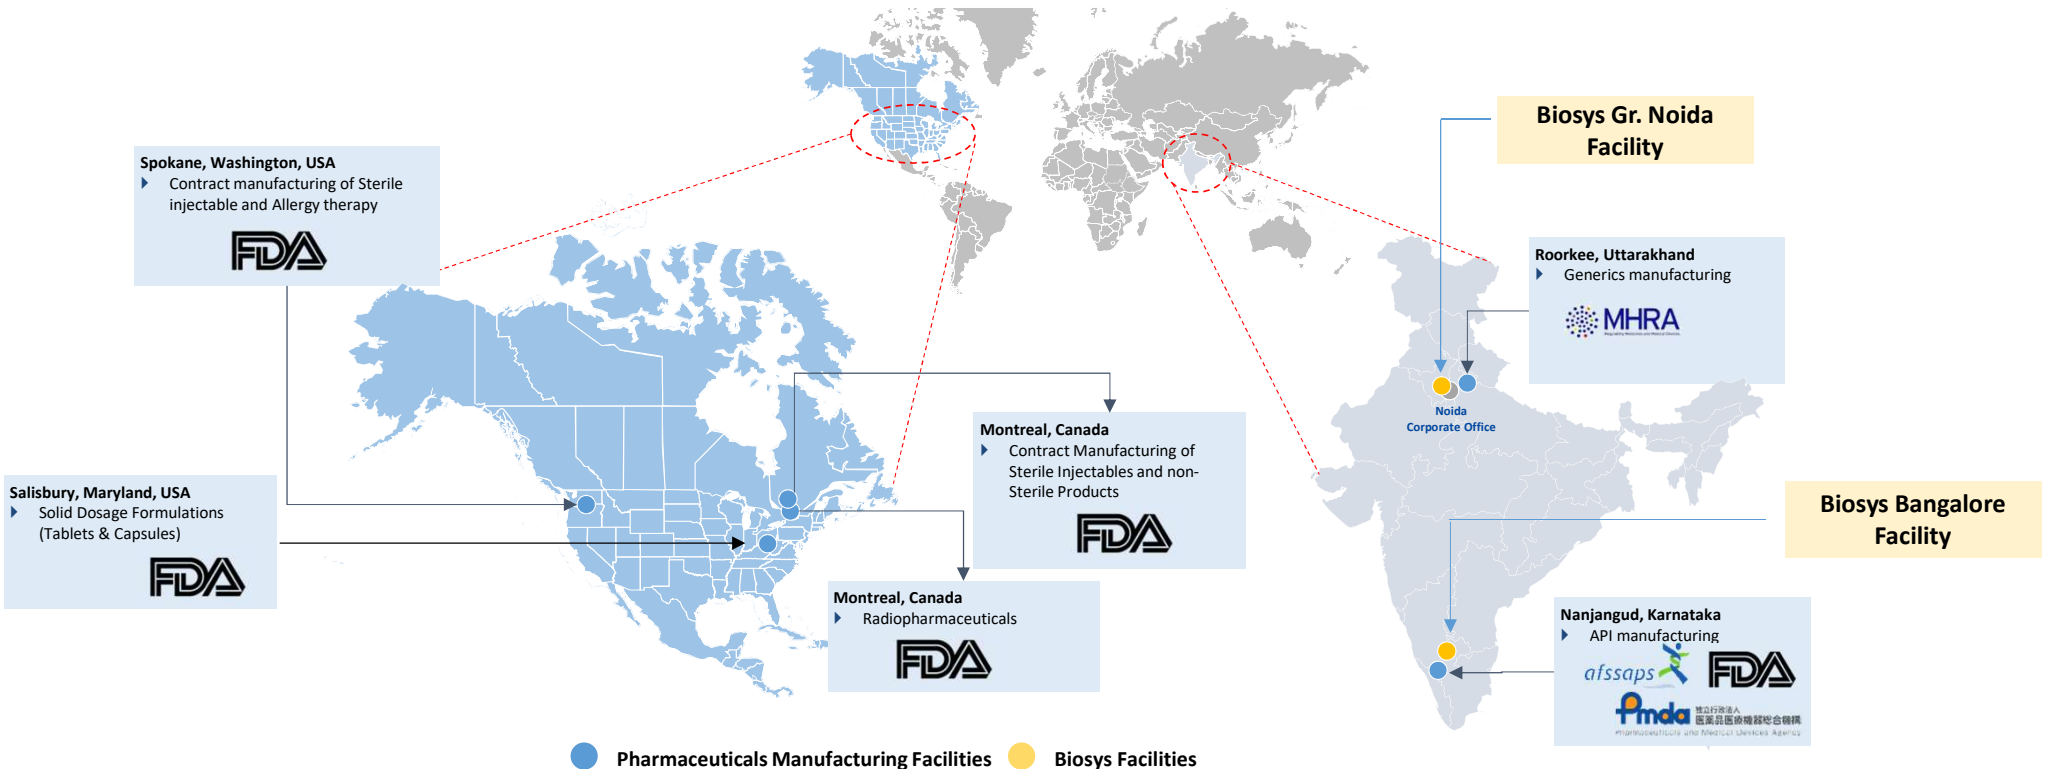 Biosys Gr. Noida
Facility
Spokane, Washington, USA
Contract manufacturing of Sterile
injectable and Allergy therapy
FDA
Roorkee, Uttarakhand
Generics manufacturing
MHRA
Noida
Corporate Office
Montreal, Canada
Contract Manufacturing of
Sterile Injectables and non-
Sterile Products
FDA
Salisbury, Maryland, USA
Solid Dosage Formulations
(Tablets & Capsules)
FDA
Biosys Bangalore
Facility
Montreal, Canada
Radiopharmaceuticals
FDA
Nanjangud, Karnataka
API manufacturing
afssaps
FDA
Pmda
独立行政法人
医薬品医療機器総合機構
Pharmaceuticals and Medical Devices Agency
Pharmaceuticals Manufacturing Facilities
Biosys Facilities